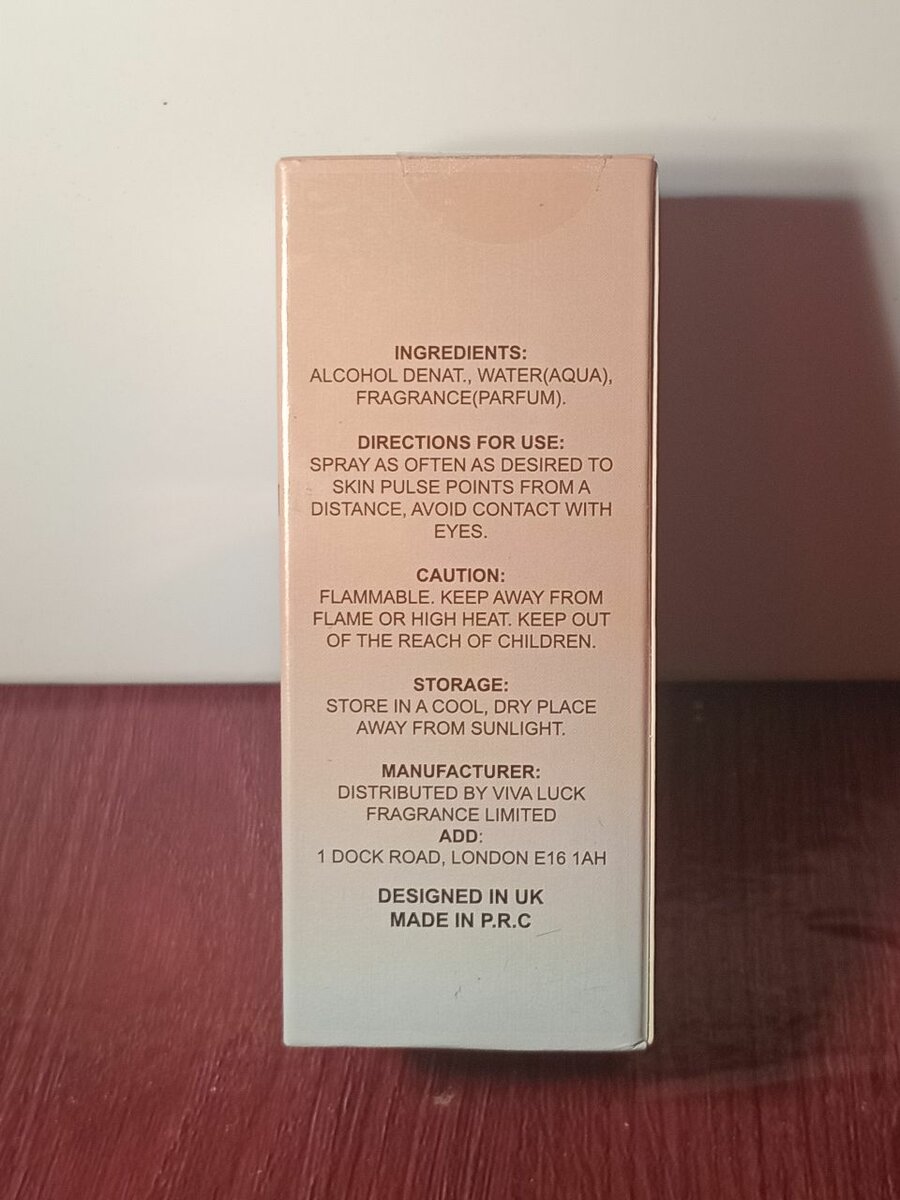 INGREDIENTS:
ALCOHOL DENAT., WATER(AQUA),
FRAGRANCE(PARFUM).
DIRECTIONS FOR USE:
SPRAY AS OFTEN AS DESIRED TO
SKIN PULSE POINTS FROM A
DISTANCE, AVOID CONTACT WITH
EYES.
CAUTION:
FLAMMABLE. KEEP AWAY FROM
FLAME OR HIGH HEAT. KEEP OUT
OF THE REACH OF CHILDREN.
STORAGE:
STORE IN A COOL, DRY PLACE
AWAY FROM SUNLIGHT.
MANUFACTURER:
DISTRIBUTED BY VIVA LUCK
FRAGRANCE LIMITED
ADD:
1 DOCK ROAD, LONDON E16 1AH
DESIGNED IN UK
MADE IN P.R.C